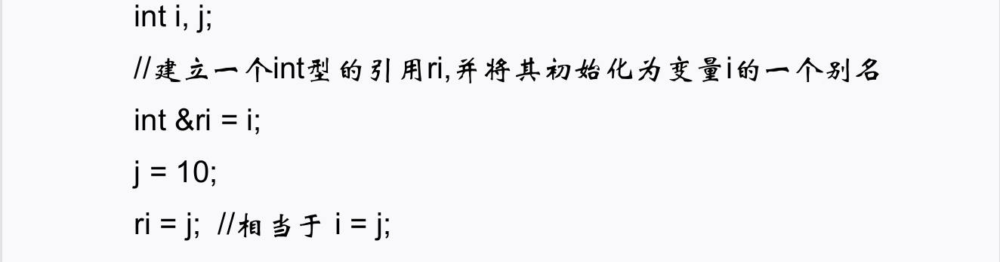 int i, j;
//建立一个int型的引用ri,并将其初始化为变量i的一个别名
int &ri = i;
j = 10;
ri = j;  //相当于 i = j;